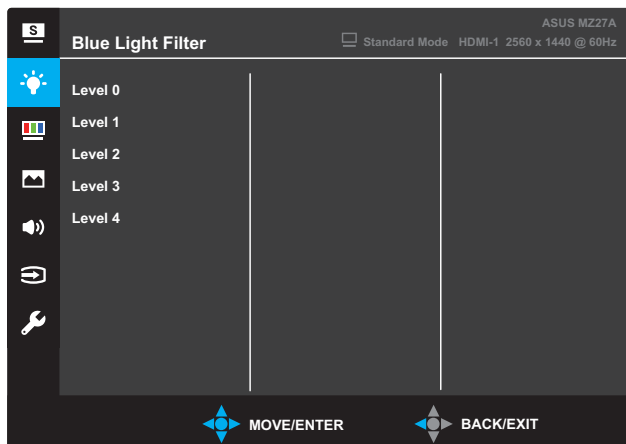 S
ASUS MZ27A
Blue Light Filter
Standard Mode HDMI-1 2560 x 1440 @ 60Hz
Level 0
Level 1
Level 2
Level 3
Level 4
MOVE/ENTER BACK/EXIT